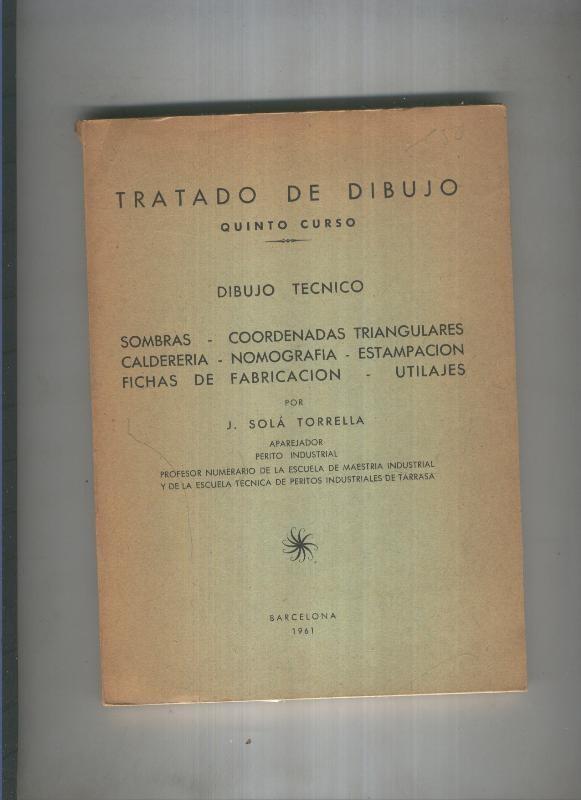 TRATADO DE DIBUJO
QUINTO CURSO
DIBUJO TECNICO
SOMBRAS - COORDENADAS TRIANGULARES
CALDERERIA - NOMOGRAFIA - ESTAMPACION
FICHAS DE FABRICACION - UTILAJES
POR
J. SOLÁ TORRELLA
APAREJADOR
PERITO INDUSTRIAL
PROFESOR NUMERARIO DE LA ESCUELA DE MAESTRIA INDUSTRIAL
Y DE LA ESCUELA TECNICA DE PERITOS INDUSTRIALES DE TARRASA
BARCELONA
1961